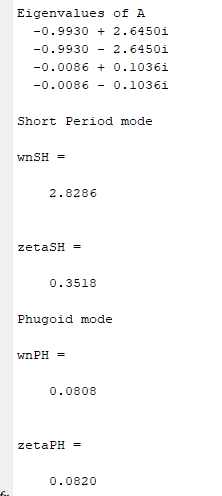 Eigenvalues of A
-0.9930 + 2.6450i
-0.9930 - 2.6450i
-0.0086 + 0.1036i
-0.0086 - 0.1036i
Short Period mode
wnSH =
2.8286
zetaSH =
0.3518
Phugoid mode
wnPH =
0.0808
zetaPH =
0.0820